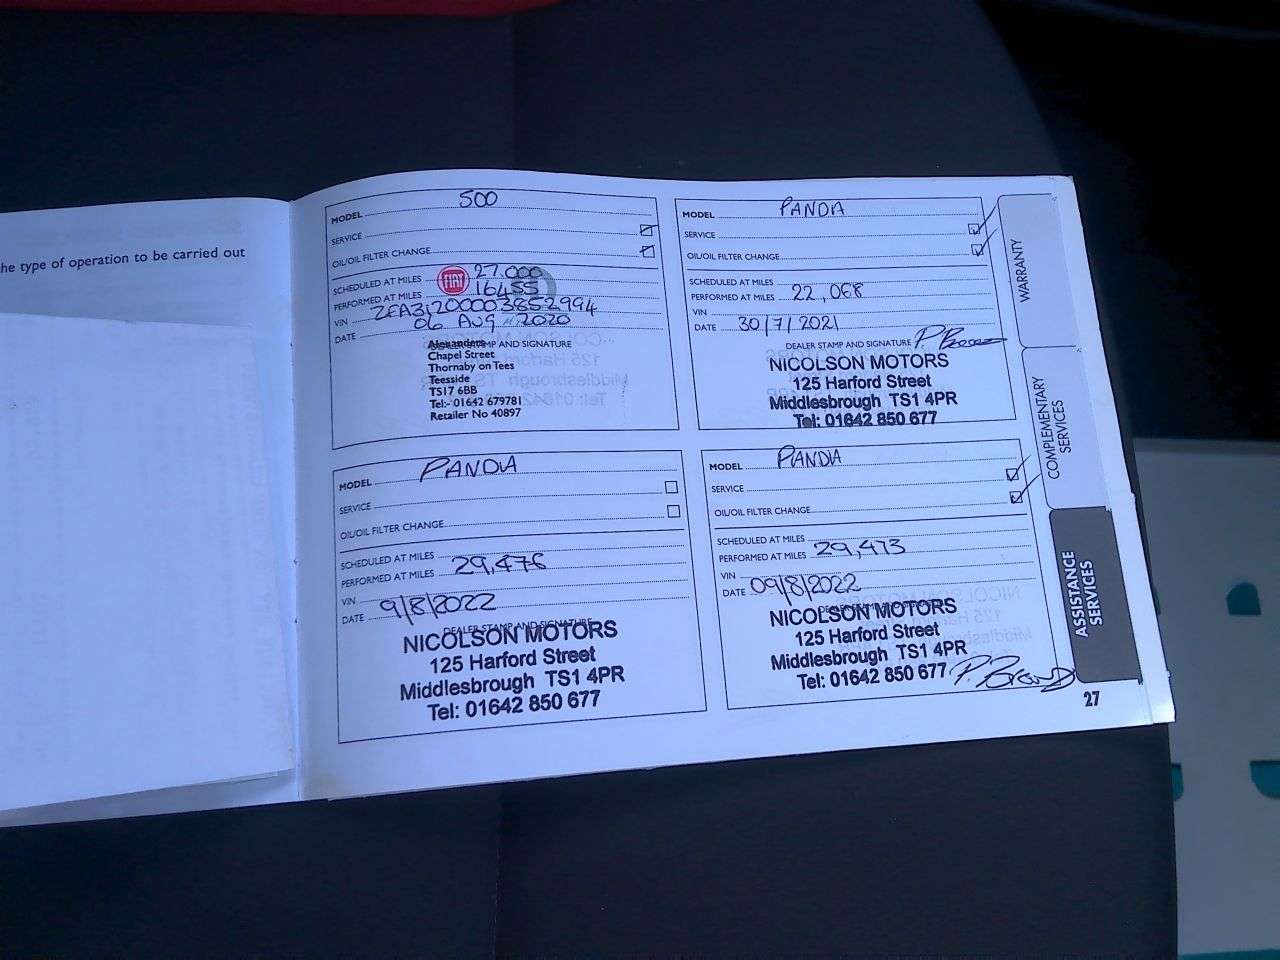 he type of operation to be carried out
MODEL 500
SERVICE
OIL/OIL FILTER CHANGE
SCHEDULED AT MILES 27.000
FIAT
PERFORMED AT MILES 16455
VIN ZFA31200003852994
DATE 06 AUG 2020
DEALER STAMP AND SIGNATURE
Alexanders
Chapel Street
Thornaby on Tees
Teesside
TS17 6BB
Tel:- 01642 679781
Retailer No 40897
MODEL PANDA
SERVICE
OIL/OIL FILTER CHANGE
SCHEDULED AT MILES
PERFORMED AT MILES 22,068
VIN
DATE 30/7/2021
DEALER STAMP AND SIGNATURE
NICOLSON MOTORS
125 Harford Street
Middlesbrough TS1 4PR
Tel: 01642 850 677
MODEL PANDA
SERVICE
OIL/OIL FILTER CHANGE
SCHEDULED AT MILES
PERFORMED AT MILES 29,476
VIN
DATE 9/8/2022
DEALER STAMP AND SIGNATURE
NICOLSON MOTORS
125 Harford Street
Middlesbrough TS1 4PR
Tel: 01642 850 677
MODEL PANDA
SERVICE
OIL/OIL FILTER CHANGE
SCHEDULED AT MILES
PERFORMED AT MILES 29,473
VIN
DATE 09/8/2022
NICOLSON MOTORS
125 Harford Street
Middlesbrough TS1 4PR
Tel: 01642 850 677
WARRANTY
COMPLEMENTARY
SERVICES
ASSISTANCE
SERVICES
27